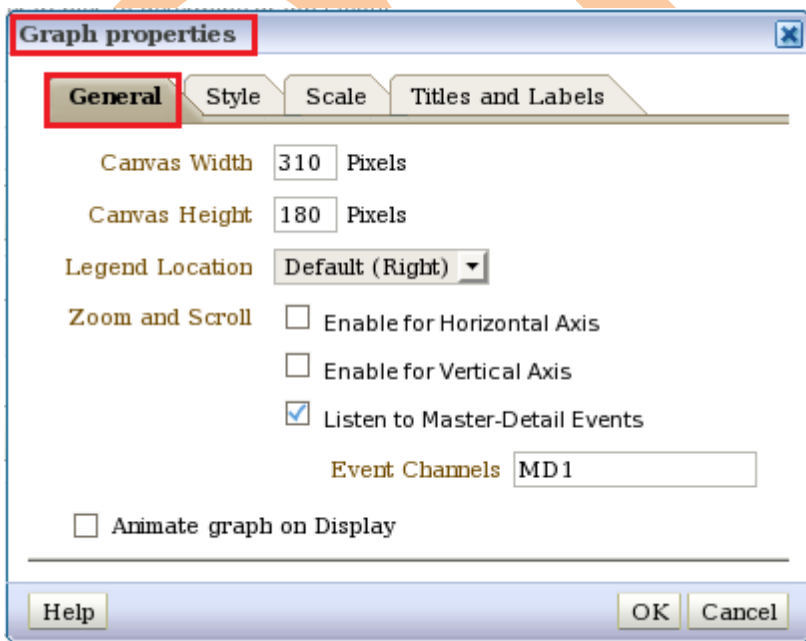 Graph properties
General Style Scale Titles and Labels
Canvas Width 310 Pixels
Canvas Height 180 Pixels
Legend Location Default (Right)
Zoom and Scroll Enable for Horizontal Axis
Enable for Vertical Axis
Listen to Master-Detail Events
Event Channels MD1
Animate graph on Display
Help OK Cancel